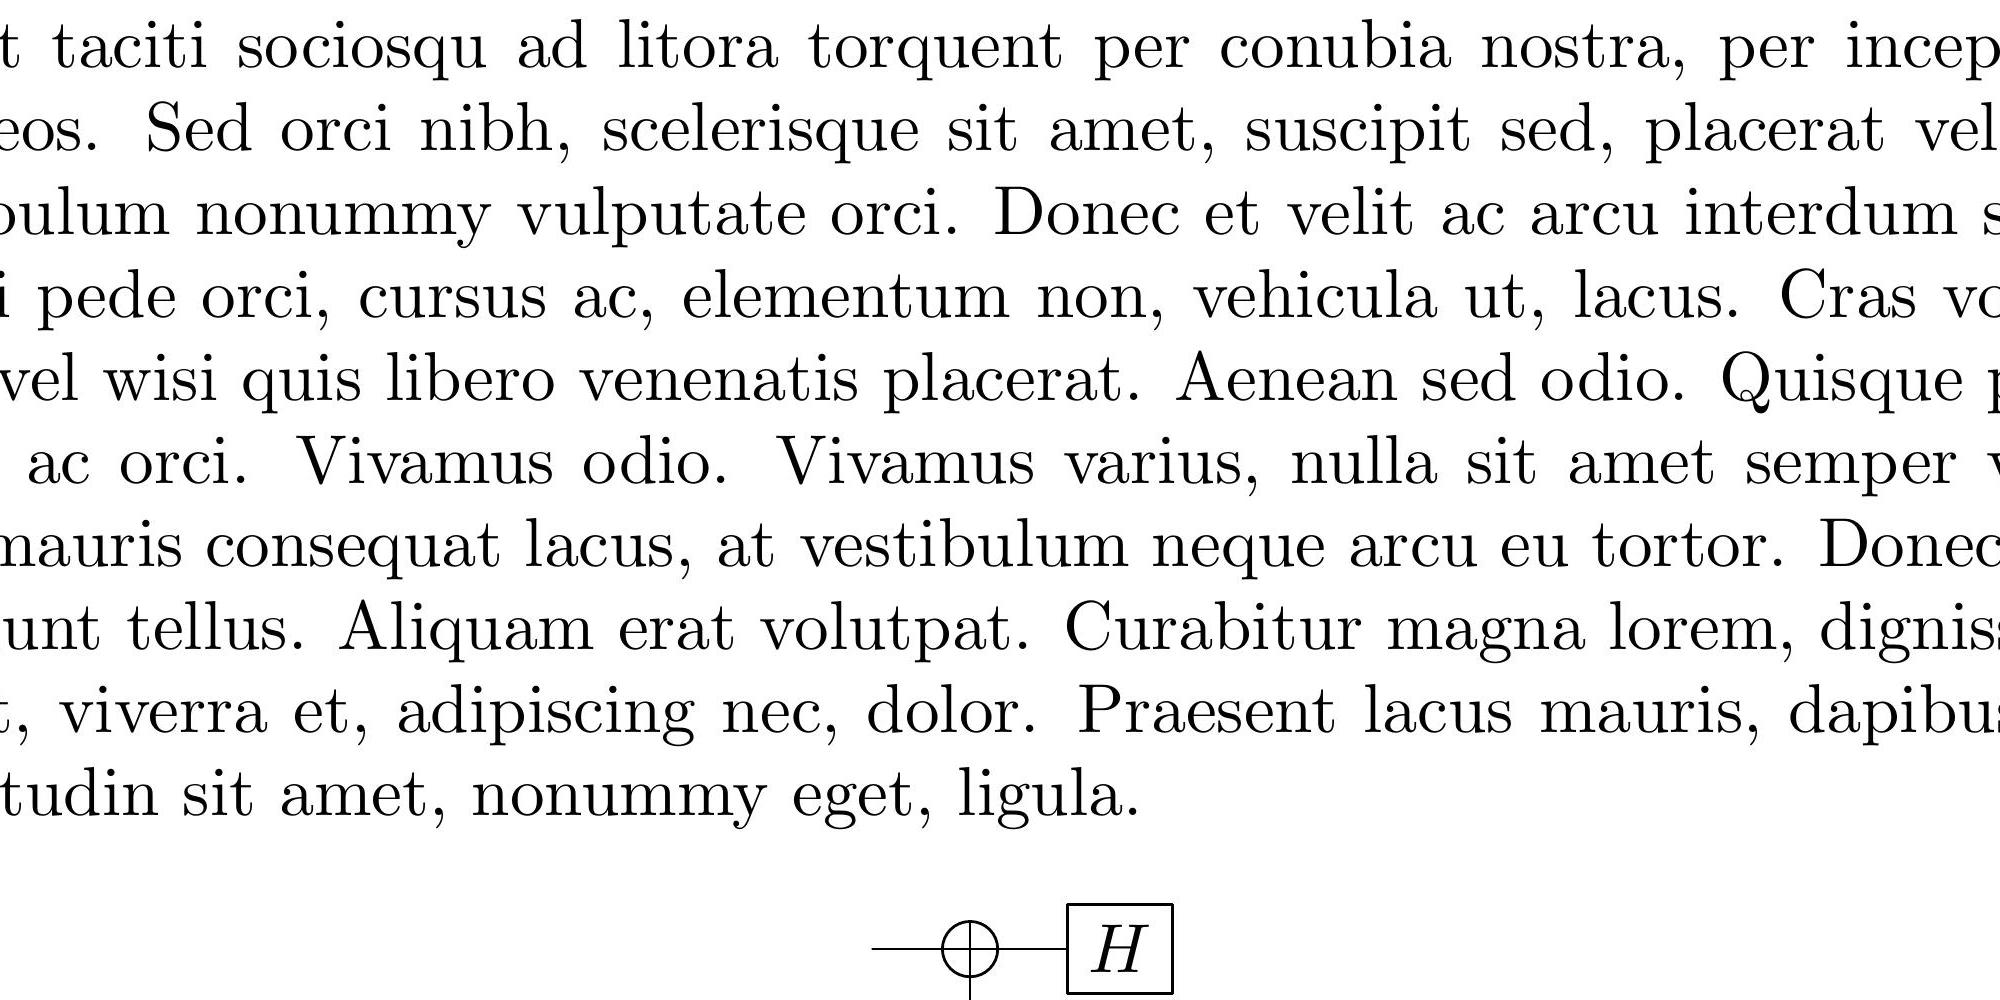 t taciti sociosqu ad litora torquent per conubia nostra, per incep
eos. Sed orci nibh, scelerisque sit amet, suscipit sed, placerat vel
bulum nonummy vulputate orci. Donec et velit ac arcu interdum s
i pede orci, cursus ac, elementum non, vehicula ut, lacus. Cras vo
vel wisi quis libero venenatis placerat. Aenean sed odio. Quisque p
ac orci. Vivamus odio. Vivamus varius, nulla sit amet semper v
mauris consequat lacus, at vestibulum neque arcu eu tortor. Donec
unt tellus. Aliquam erat volutpat. Curabitur magna lorem, digniss
t, viverra et, adipiscing nec, dolor. Praesent lacus mauris, dapibus
tudin sit amet, nonummy eget, ligula.
H